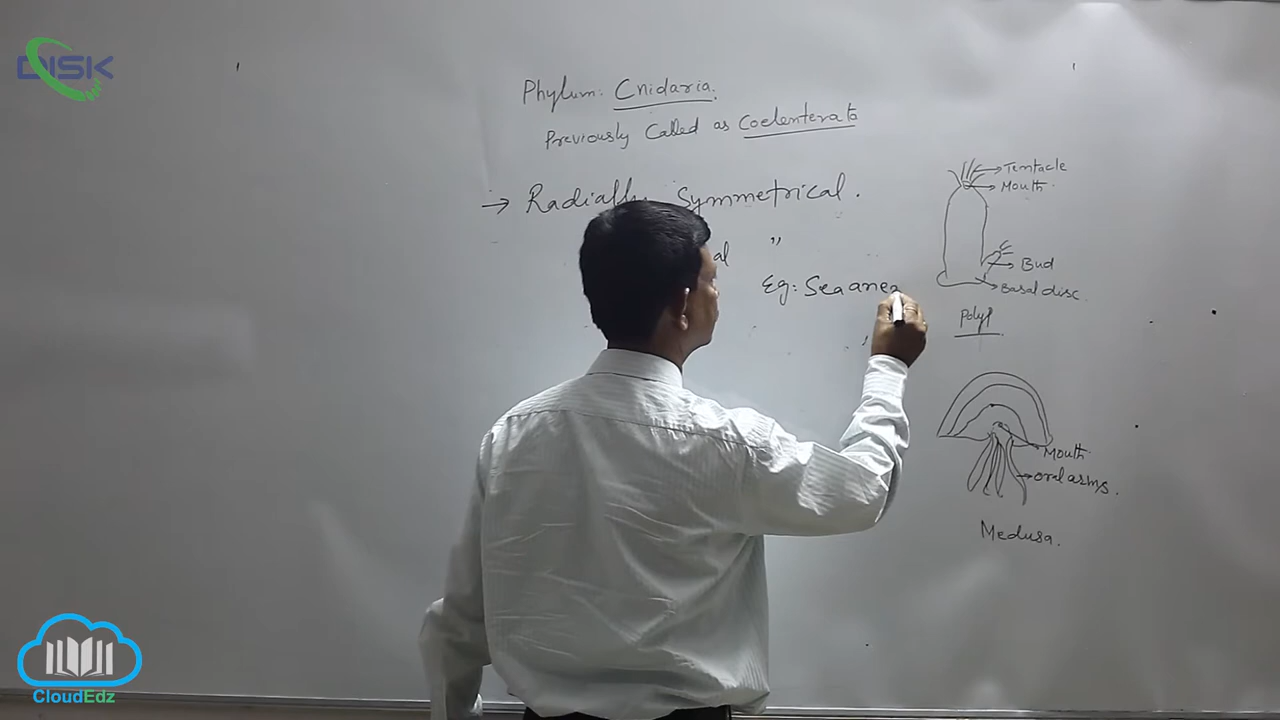 DISK
Phylum: Cnidaria.
Previously Called as Coelenterata
→ Radially Symmetrical.
al "
Eg: Sea ane
Tentacle
Mouth
Bud
Basal disc.
Polyp
Mouth
oral arms.
Medusa.
CloudEdz